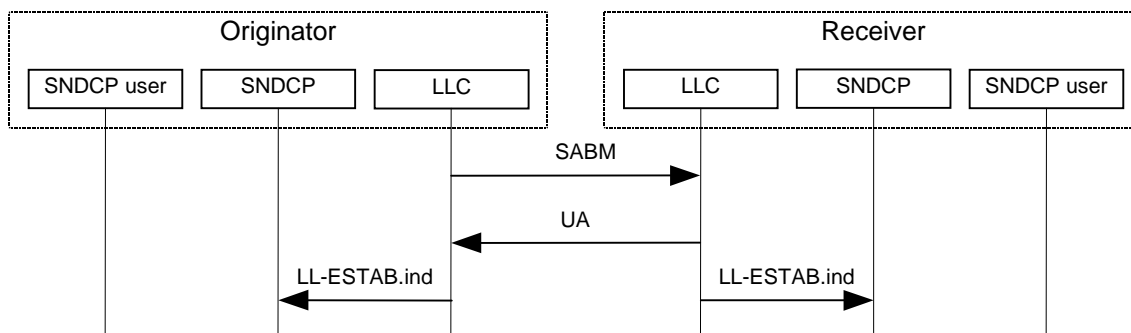 Originator
Receiver
SNDCP user
SNDCP
LLC
LLC
SNDCP
SNDCP user
SABM
UA
LL-ESTAB.ind
LL-ESTAB.ind